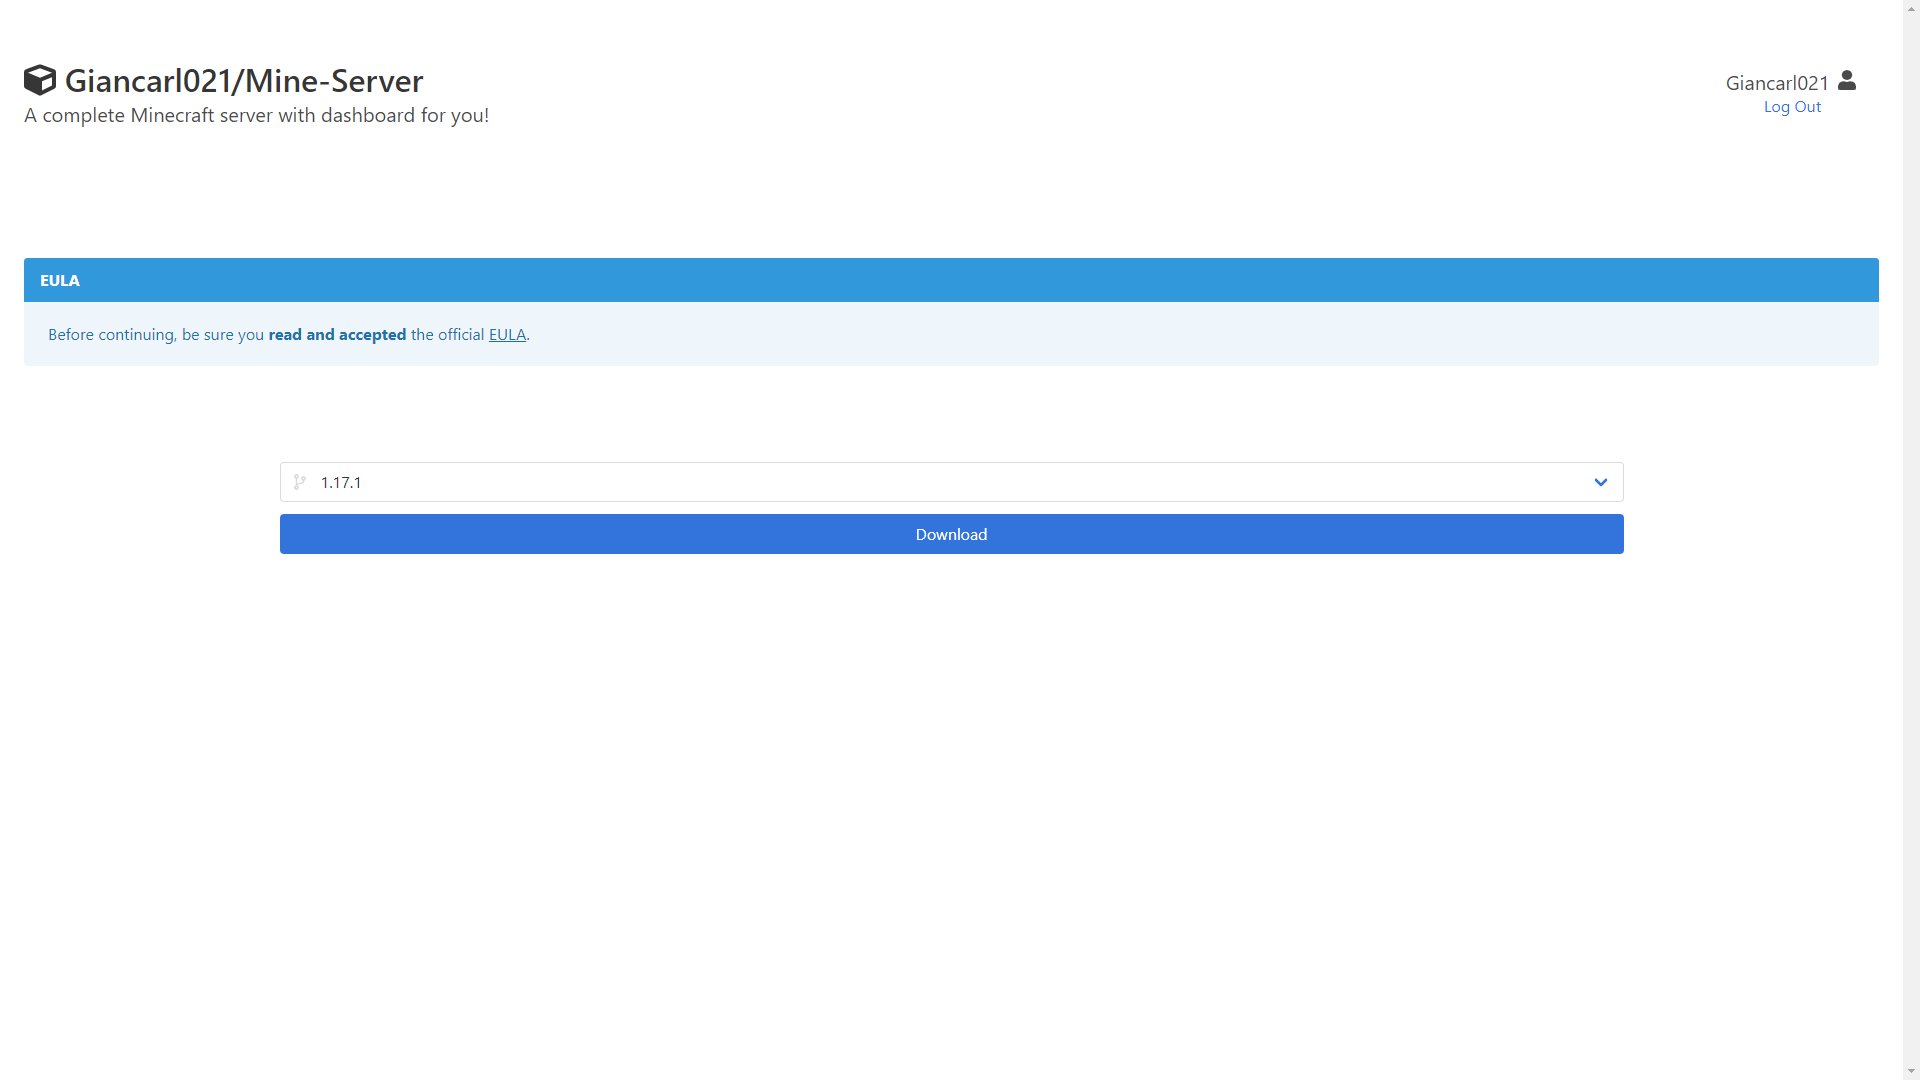 Giancarl021/Mine-Server
A complete Minecraft server with dashboard for you!
Giancarl021
Log Out
EULA
Before continuing, be sure you read and accepted the official EULA.
1.17.1
Download